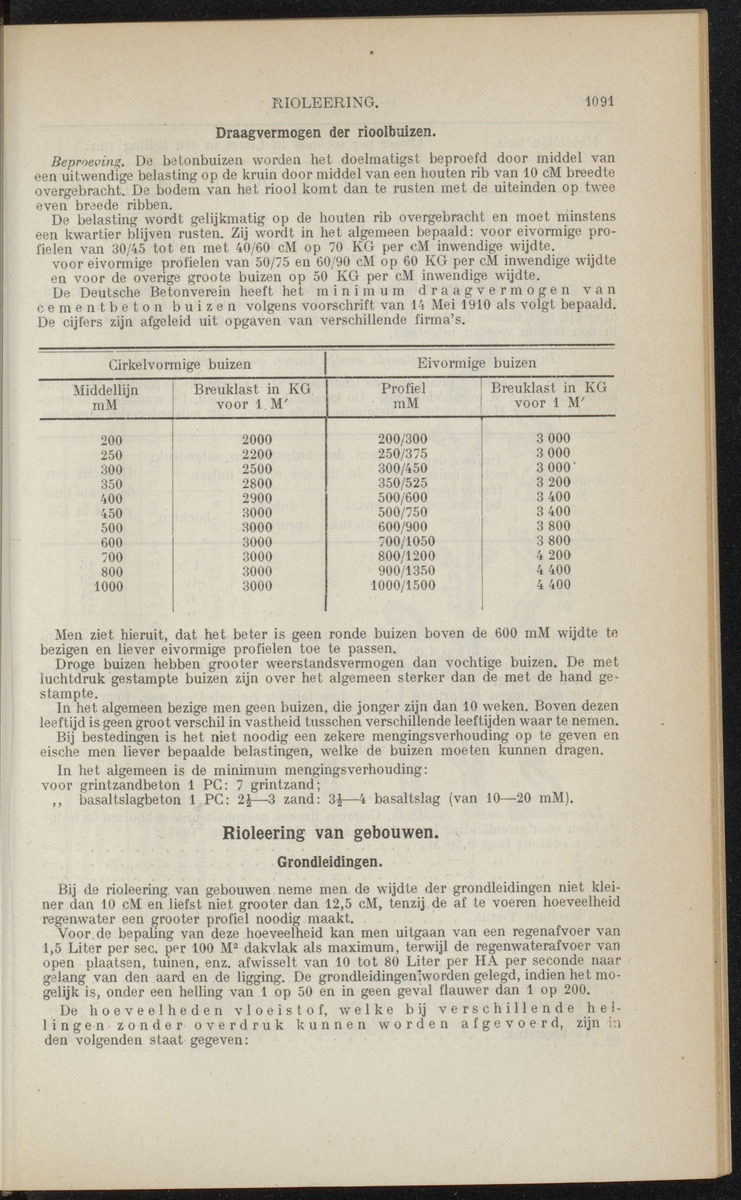 RIOLEERING. 1091
Draagvermogen der rioolbuizen.
Beproeving. De betonbuizen worden het doelmatigst beproefd door middel van
een uitwendige belasting op de kruin door middel van een houten rib van 10 cM breedte
overgebracht. De bodem van het riool komt dan te rusten met de uiteinden op twee
even breede ribben.
De belasting wordt gelijkmatig op de houten rib overgebracht en moet minstens
een kwartier blijven rusten. Zij wordt in het algemeen bepaald: voor eivormige pro-
fielen van 30/45 tot en met 40/60 cM op 70 KG per cM inwendige wijdte.
voor eivormige profielen van 50/75 en 60/90 cM op 60 KG per cM inwendige wijdte
en voor de overige groote buizen op 50 KG per cM inwendige wijdte.
De Deutsche Betonverein heeft het minimum draagvermogen van
cementbeton buizen volgens voorschrift van 14 Mei 1910 als volgt bepaald.
De cijfers zijn afgeleid uit opgaven van verschillende firma's.
Cirkelvormige buizen Eivormige buizen
Middellijn Breuklast in KG Profiel Breuklast in KG
mM voor 1 M′ mM voor 1 M′
200 2000 200/300 3 000
250 2200 250/375 3 000
300 2500 300/450 3 000
350 2800 350/525 3 200
400 2900 500/600 3 400
450 3000 500/750 3 400
500 3000 600/900 3 800
600 3000 700/1050 3 800
700 3000 800/1200 4 200
800 3000 900/1350 4 400
1000 3000 1000/1500 4 400
Men ziet hieruit, dat het beter is geen ronde buizen boven de 600 mM wijdte te
bezigen en liever eivormige profielen toe te passen.
Droge buizen hebben grooter weerstandsvermogen dan vochtige buizen. De met
luchtdruk gestampte buizen zijn over het algemeen sterker dan de met de hand ge-
stampte.
In het algemeen bezige men geen buizen, die jonger zijn dan 10 weken. Boven dezen
leeftijd is geen groot verschil in vastheid tusschen verschillende leeftijden waar te nemen.
Bij bestedingen is het niet noodig een zekere mengingsverhouding op te geven en
eische men liever bepaalde belastingen, welke de buizen moeten kunnen dragen.
In het algemeen is de minimum mengingsverhouding:
voor grintzandbeton 1 PC: 7 grintzand;
,, basaltslagbeton 1 PC: 2½—3 zand: 3½—4 basaltslag (van 10—20 mM).
Rioleering van gebouwen.
Grondleidingen.
Bij de rioleering van gebouwen neme men de wijdte der grondleidingen niet klei-
ner dan 10 cM en liefst niet grooter dan 12,5 cM, tenzij de af te voeren hoeveelheid
regenwater een grooter profiel noodig maakt.
Voor de bepaling van deze hoeveelheid kan men uitgaan van een regenafvoer van
1,5 Liter per sec. per 100 M² dakvlak als maximum, terwijl de regenwaterafvoer van
open plaatsen, tuinen, enz. afwisselt van 10 tot 80 Liter per HA per seconde naar
gelang van den aard en de ligging. De grondleidingen worden gelegd, indien het mo-
gelijk is, onder een helling van 1 op 50 en in geen geval flauwer dan 1 op 200.
De hoeveelheden vloeistof, welke bij verschillende hel-
lingen zonder overdruk kunnen worden afgevoerd, zijn in
den volgenden staat gegeven: